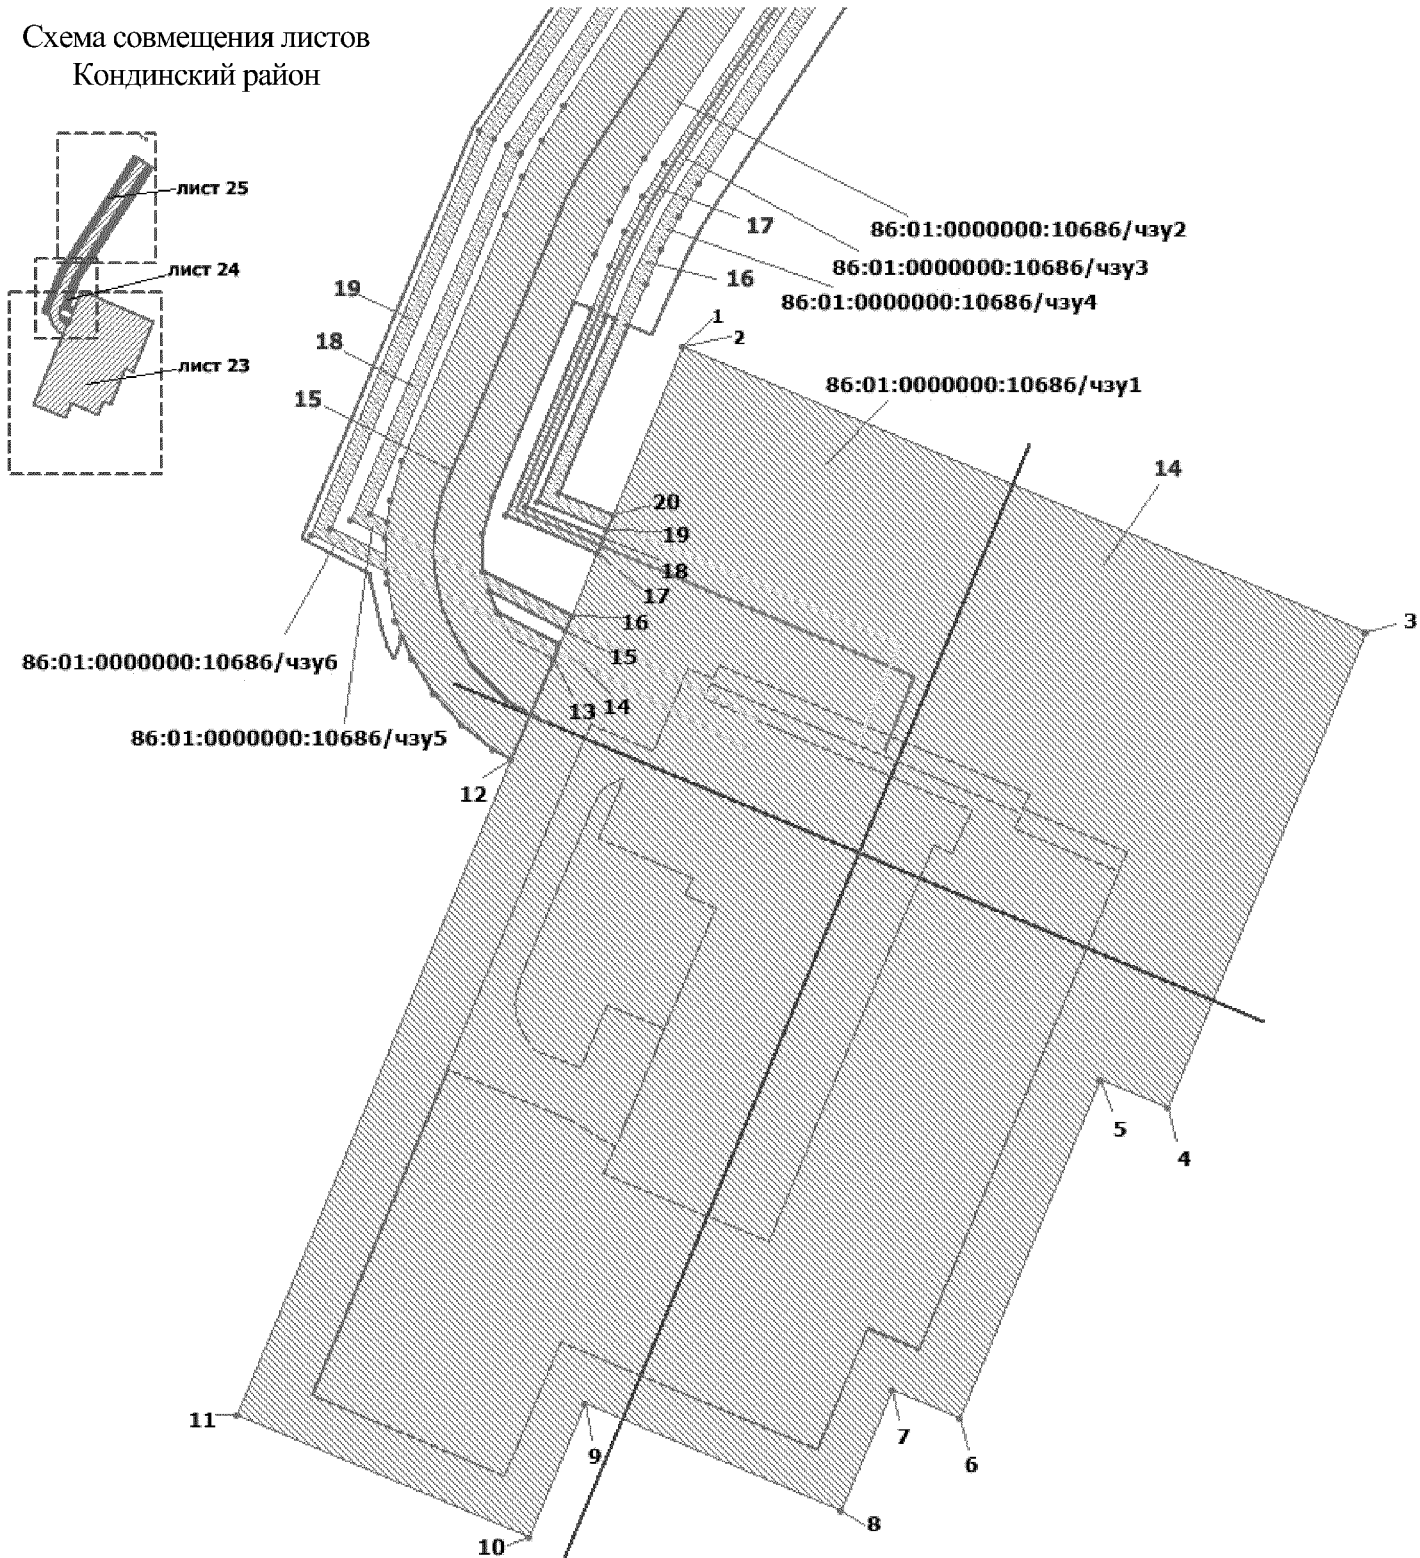 Схема совмещения листов
Кондинский район
лист 25
лист 24
лист 23
17
86:01:0000000:10686/чзу2
86:01:0000000:10686/чзу3
16
86:01:0000000:10686/чзу4
19
1
18
2
86:01:0000000:10686/чзу1
15
14
20
19
18
17
16
3
15
86:01:0000000:10686/чзу6
14
13
86:01:0000000:10686/чзу5
12
5
4
11
7
9
6
8
10